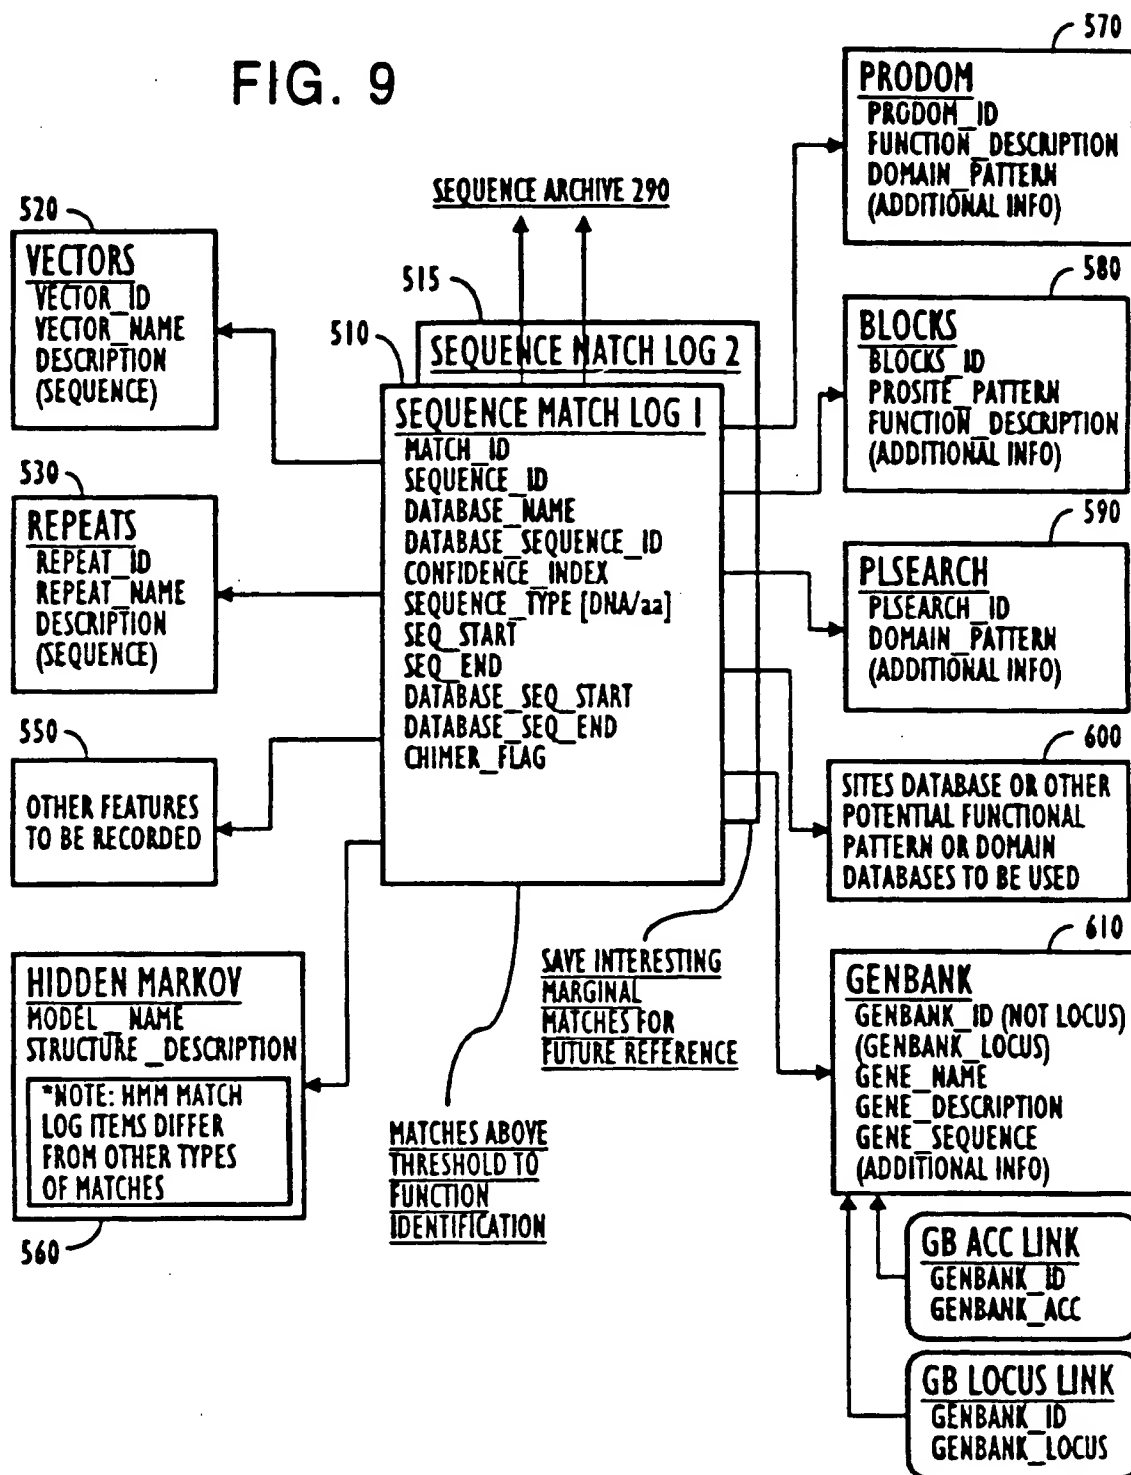 FIG. 9
SEQUENCE ARCHIVE 290
520
VECTORS
VECTOR_ID
VECTOR_NAME
DESCRIPTION
(SEQUENCE)
530
REPEATS
REPEAT_ID
REPEAT_NAME
DESCRIPTION
(SEQUENCE)
550
OTHER FEATURES
TO BE RECORDED
HIDDEN MARKOV
MODEL_NAME
STRUCTURE_DESCRIPTION
*NOTE: HMM MATCH
LOG ITEMS DIFFER
FROM OTHER TYPES
OF MATCHES
560
515
SEQUENCE MATCH LOG 2
510
SEQUENCE MATCH LOG 1
MATCH_ID
SEQUENCE_ID
DATABASE_NAME
DATABASE_SEQUENCE_ID
CONFIDENCE_INDEX
SEQUENCE_TYPE [DNA/aa]
SEQ_START
SEQ_END
DATABASE_SEQ_START
DATABASE_SEQ_END
CHIMER_FLAG
MATCHES ABOVE
THRESHOLD TO
FUNCTION
IDENTIFICATION
SAVE INTERESTING
MARGINAL
MATCHES FOR
FUTURE REFERENCE
570
PRODOM
PRODOM_ID
FUNCTION_DESCRIPTION
DOMAIN_PATTERN
(ADDITIONAL INFO)
580
BLOCKS
BLOCKS_ID
PROSITE_PATTERN
FUNCTION_DESCRIPTION
(ADDITIONAL INFO)
590
PLSEARCH
PLSEARCH_ID
DOMAIN_PATTERN
(ADDITIONAL INFO)
600
SITES DATABASE OR OTHER
POTENTIAL FUNCTIONAL
PATTERN OR DOMAIN
DATABASES TO BE USED
610
GENBANK
GENBANK_ID (NOT LOCUS)
(GENBANK_LOCUS)
GENE_NAME
GENE_DESCRIPTION
GENE_SEQUENCE
(ADDITIONAL INFO)
GB ACC LINK
GENBANK_ID
GENBANK_ACC
GB LOCUS LINK
GENBANK_ID
GENBANK_LOCUS